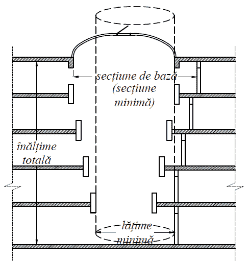 secțiune de bază
(secțiune
minimă)
înălțime
totală
lățime
minimă